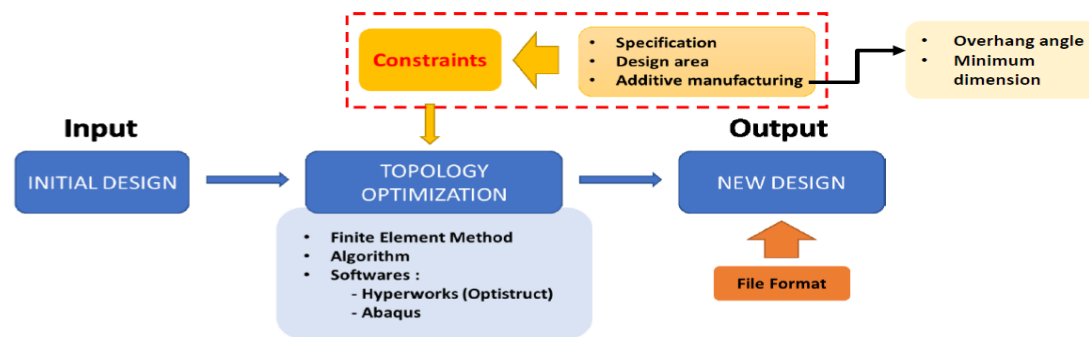 Constraints
• Specification
• Design area
• Additive manufacturing
• Overhang angle
• Minimum
dimension
Input
Output
INITIAL DESIGN
TOPOLOGY
OPTIMIZATION
NEW DESIGN
• Finite Element Method
• Algorithm
• Softwares :
- Hyperworks (Optistruct)
- Abaqus
File Format